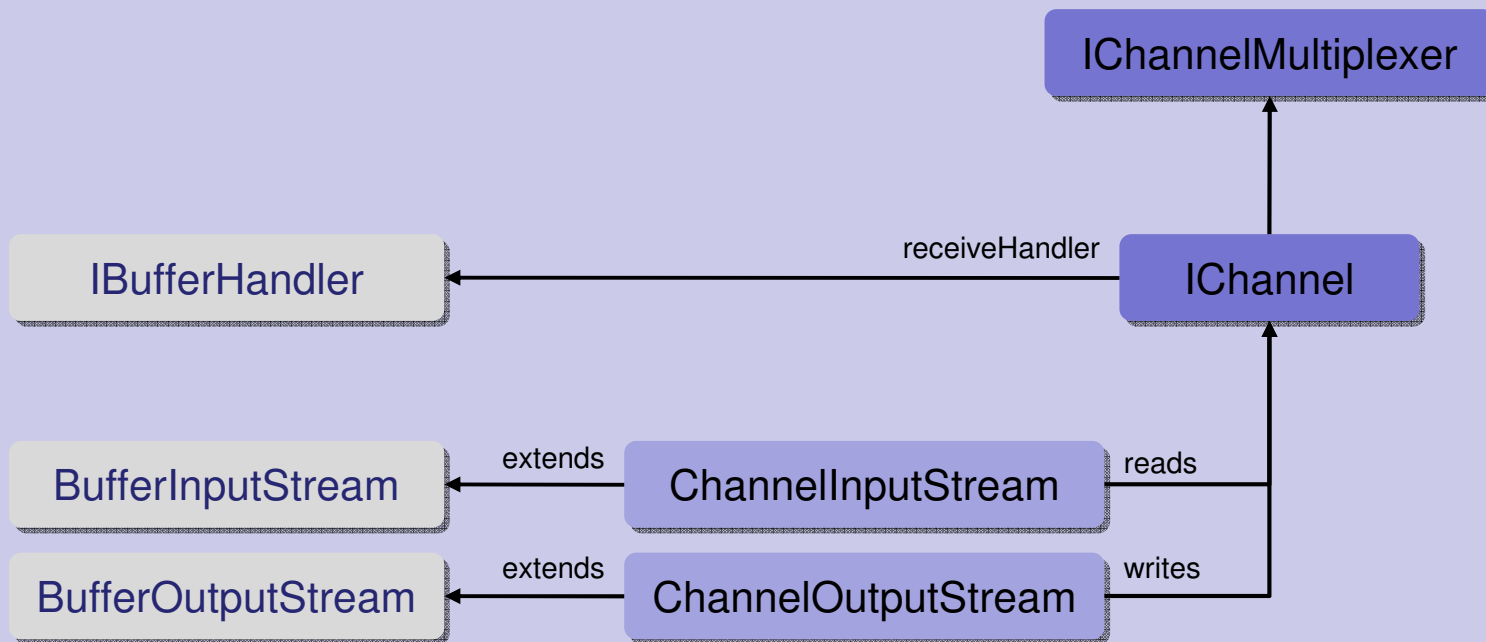 IChannelMultiplexer
receiveHandler
IBufferHandler
IChannel
extends
reads
BufferInputStream
ChannelInputStream
extends
writes
BufferOutputStream
ChannelOutputStream